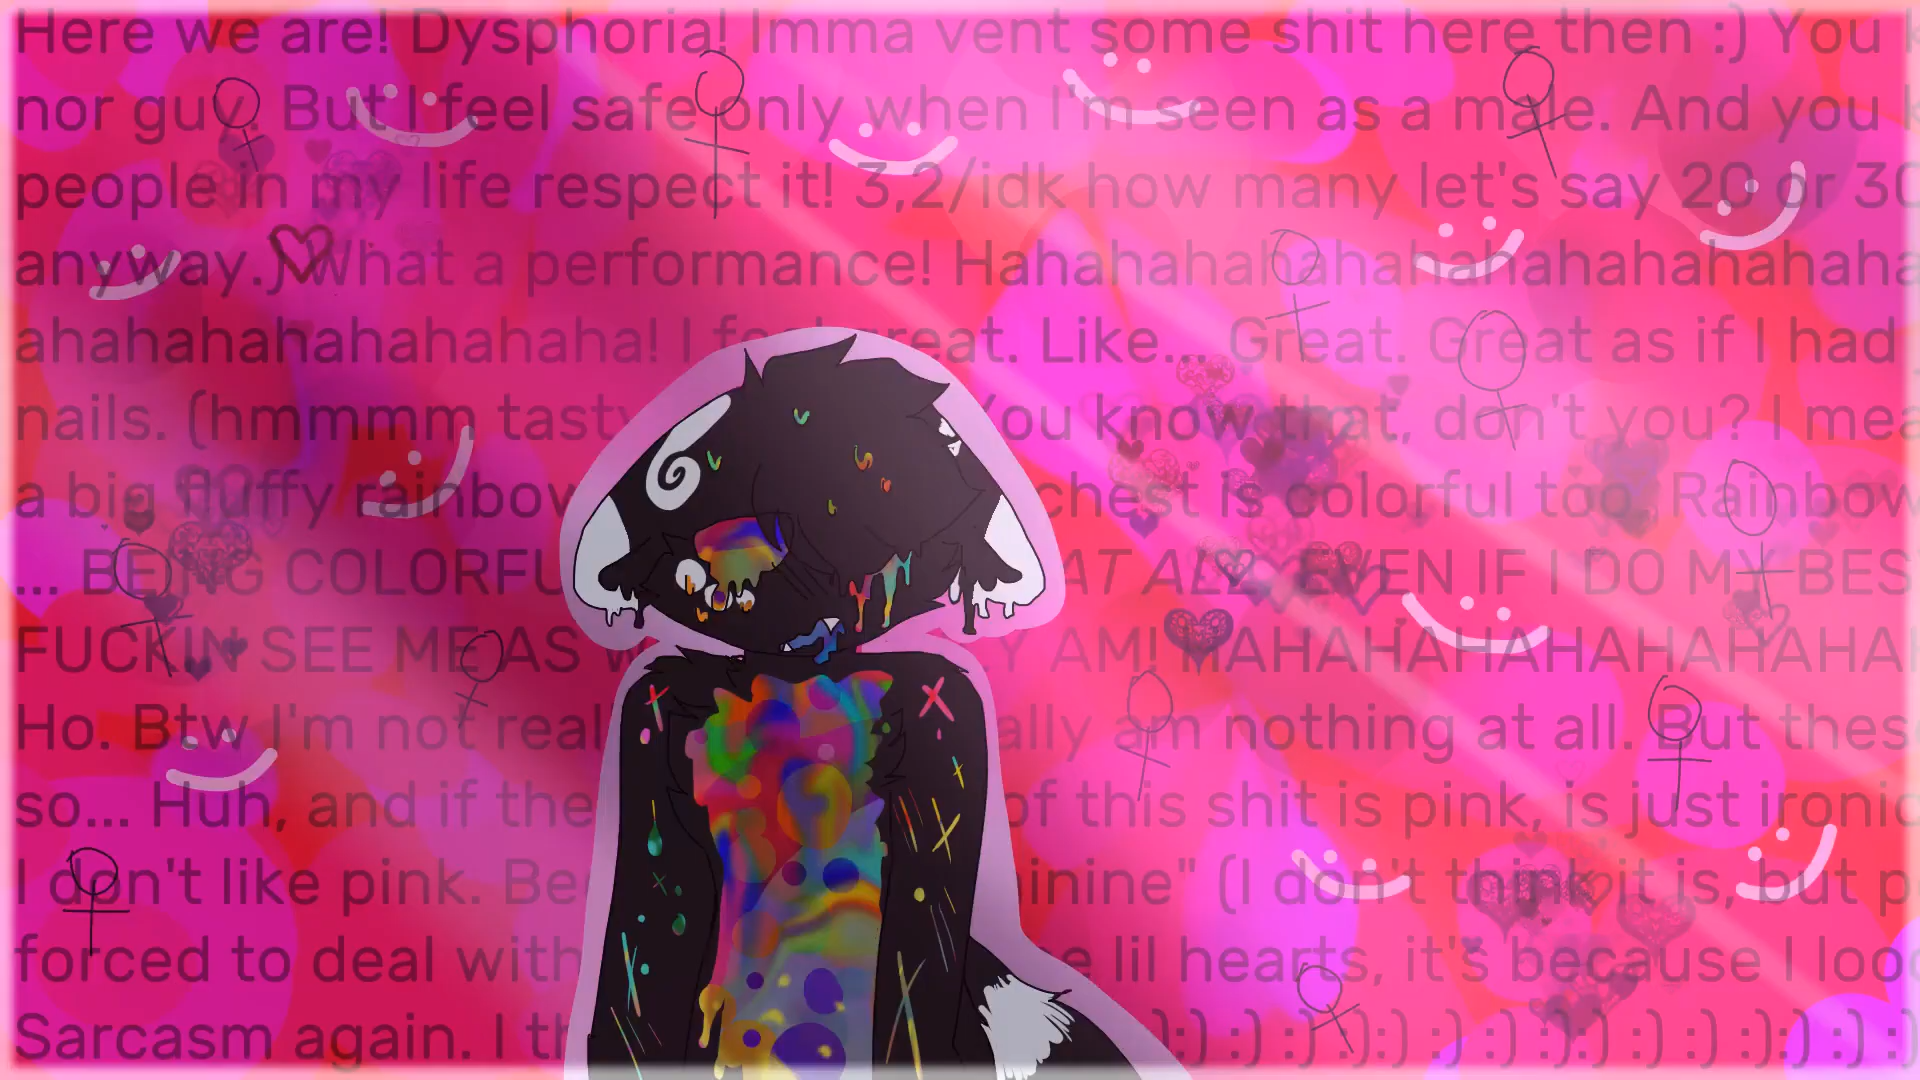 Here we are! Dysphoria! Imma vent some shit here then :) You k
nor guy. But I feel safe only when I'm seen as a male. And you k
people in my life respect it! 3,2/idk how many let's say 20 or 30
anyway.) What a performance! Hahahahahahahahahahahahaha
ahahahahahahahaha! I feel great. Like... Great. Great as if I had
nails. (hmmmm tasty You know that, don't you? I mea
a big fluffy rainbow chest is colorful too. Rainbow
... BEING COLORFU AT ALL. EVEN IF I DO MY BES
FUCKIN SEE ME AS W EY AM! HAHAHAHAHAHAHAHAHA
Ho. Btw I'm not real ally am nothing at all. But thes
so... Huh, and if the of this shit is pink, is just ironic
I don't like pink. Be inine" (I don't think it is, but p
forced to deal with e lil hearts, it's because I loo
Sarcasm again. I th ):) :) :):) :) :) :):) :) :) :):) :) :)